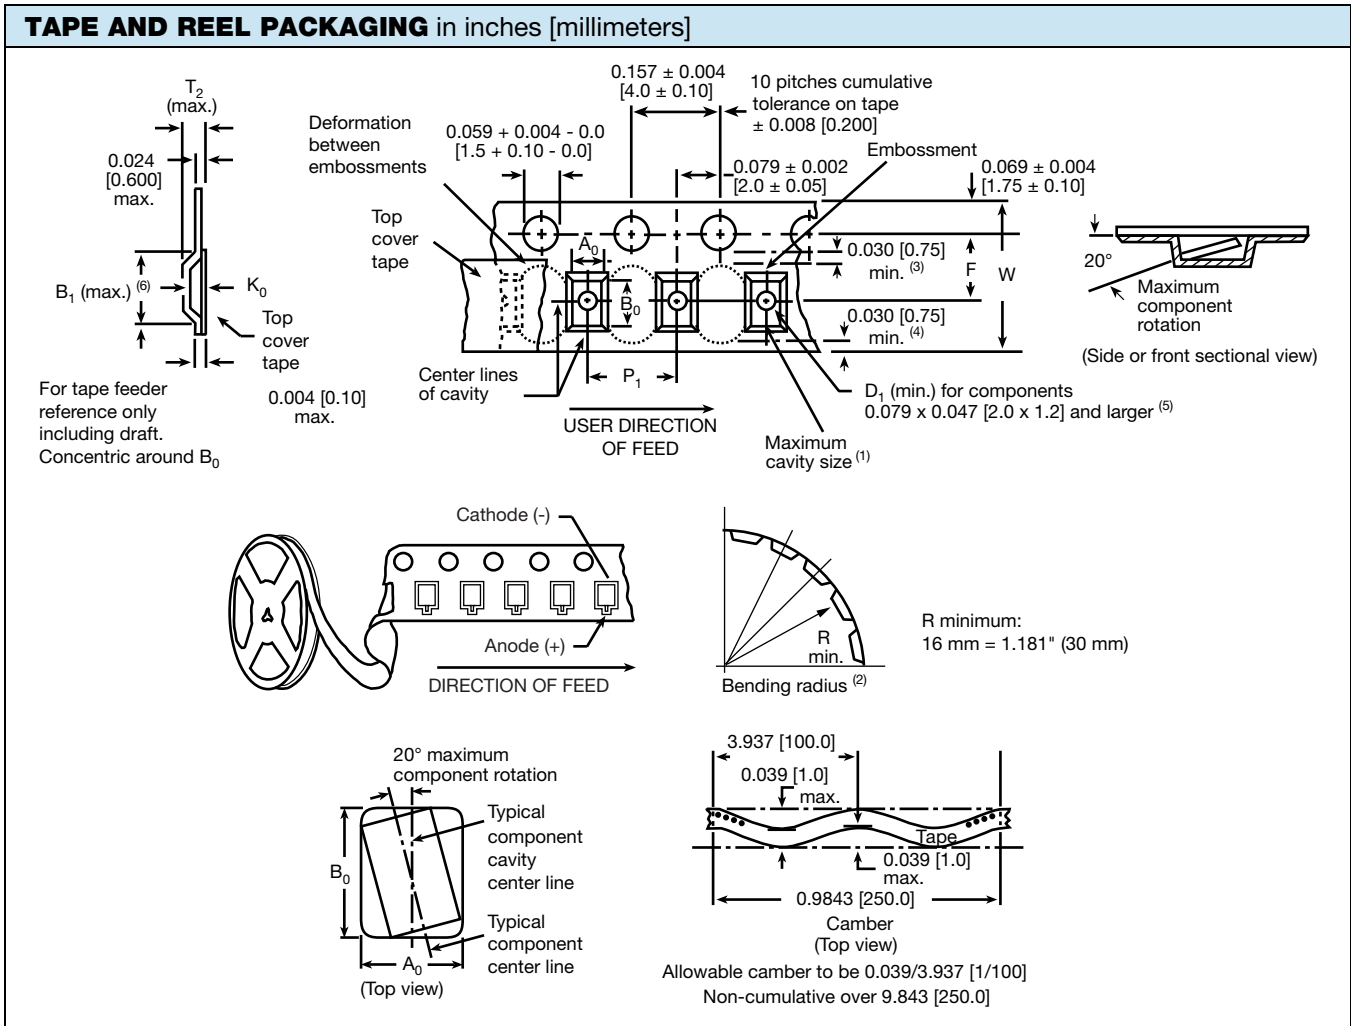 TAPE AND REEL PACKAGING in inches [millimeters]
T2
(max.)
0.024
[0.600]
max.
B1 (max.) (6)
K0
Top
cover
tape
0.004 [0.10]
max.
For tape feeder
reference only
including draft.
Concentric around B0
Deformation
between
embossments
Top
cover
tape
0.059 + 0.004 - 0.0
[1.5 + 0.10 - 0.0]
0.157 ± 0.004
[4.0 ± 0.10]
10 pitches cumulative
tolerance on tape
± 0.008 [0.200]
0.079 ± 0.002
[2.0 ± 0.05]
Embossment
0.069 ± 0.004
[1.75 ± 0.10]
A0
B0
0.030 [0.75]
min. (3)
F
W
0.030 [0.75]
min. (4)
Center lines
of cavity
P1
USER DIRECTION
OF FEED
D1 (min.) for components
0.079 x 0.047 [2.0 x 1.2] and larger (5)
Maximum
cavity size (1)
20°
Maximum
component
rotation
(Side or front sectional view)
Cathode (-)
Anode (+)
DIRECTION OF FEED
R
min.
Bending radius (2)
R minimum:
16 mm = 1.181" (30 mm)
20° maximum
component rotation
Typical
component
cavity
center line
B0
Typical
component
center line
A0
(Top view)
3.937 [100.0]
0.039 [1.0]
max.
Tape
0.039 [1.0]
max.
0.9843 [250.0]
Camber
(Top view)
Allowable camber to be 0.039/3.937 [1/100]
Non-cumulative over 9.843 [250.0]